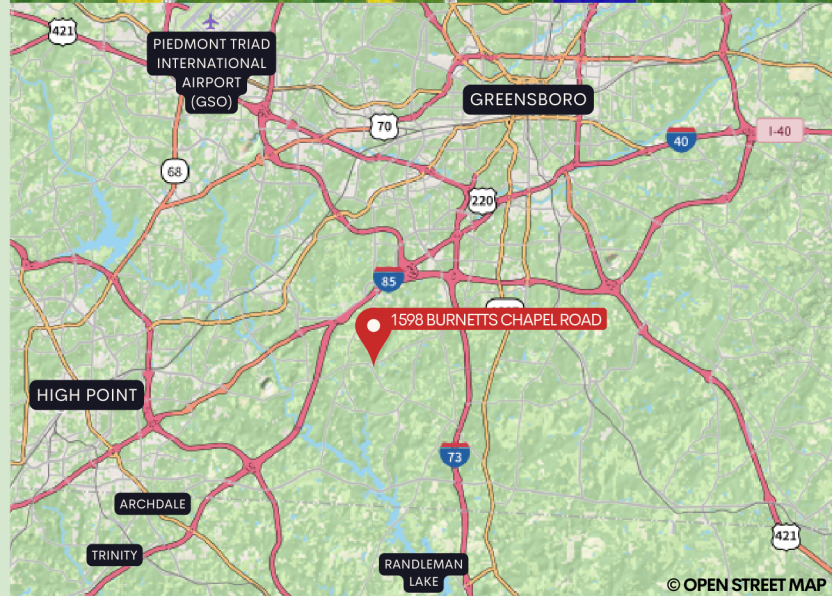 421
PIEDMONT TRIAD
INTERNATIONAL
AIRPORT
(GSO)
GREENSBORO
70
I-40
40
68
220
85
1598 BURNETTS CHAPEL ROAD
HIGH POINT
73
ARCHDALE
421
TRINITY
RANDLEMAN
LAKE
© OPEN STREET MAP